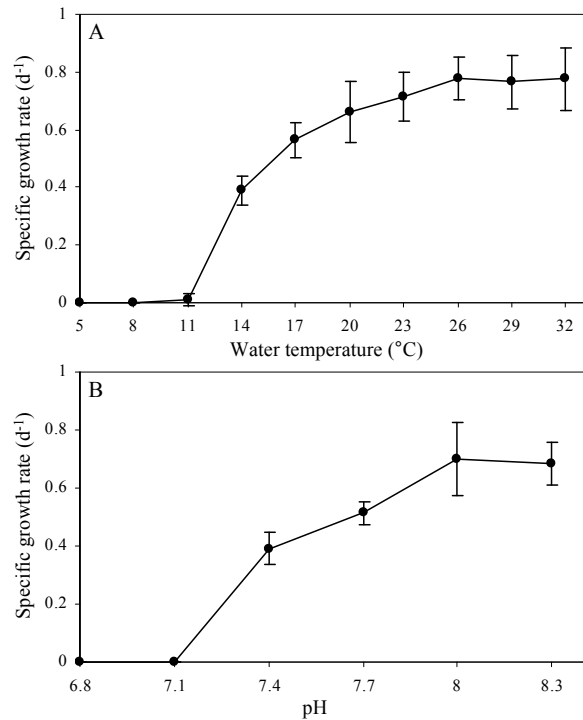 A
Specific growth rate (d-1)
1
0.8
0.6
0.4
0.2
0
5 8 11 14 17 20 23 26 29 32
Water temperature (°C)
B
Specific growth rate (d-1)
1
0.8
0.6
0.4
0.2
0
6.8 7.1 7.4 7.7 8 8.3
pH